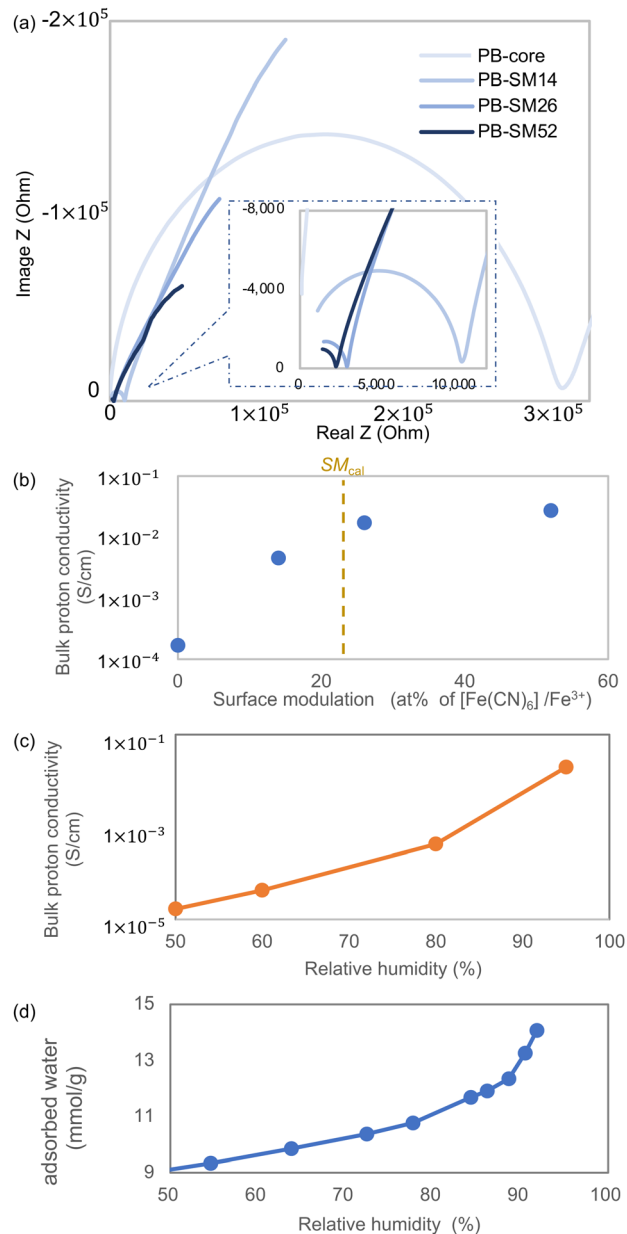 (a)
-2×10⁵
-1×10⁵
0
Image Z (Ohm)
PB-core
PB-SM14
PB-SM26
PB-SM52
-8,000
-4,000
0
0 5,000 10,000
0 1×10⁵ 2×10⁵ 3×10⁵
Real Z (Ohm)
(b)
SMcal
1×10⁻¹
1×10⁻²
1×10⁻³
1×10⁻⁴
Bulk proton conductivity
(S/cm)
0 20 40 60
Surface modulation (at% of [Fe(CN)₆] /Fe³⁺)
(c)
1×10⁻¹
1×10⁻³
1×10⁻⁵
Bulk proton conductivity
(S/cm)
50 60 70 80 90 100
Relative humidity (%)
(d)
15
13
11
9
adsorbed water
(mmol/g)
50 60 70 80 90 100
Relative humidity (%)